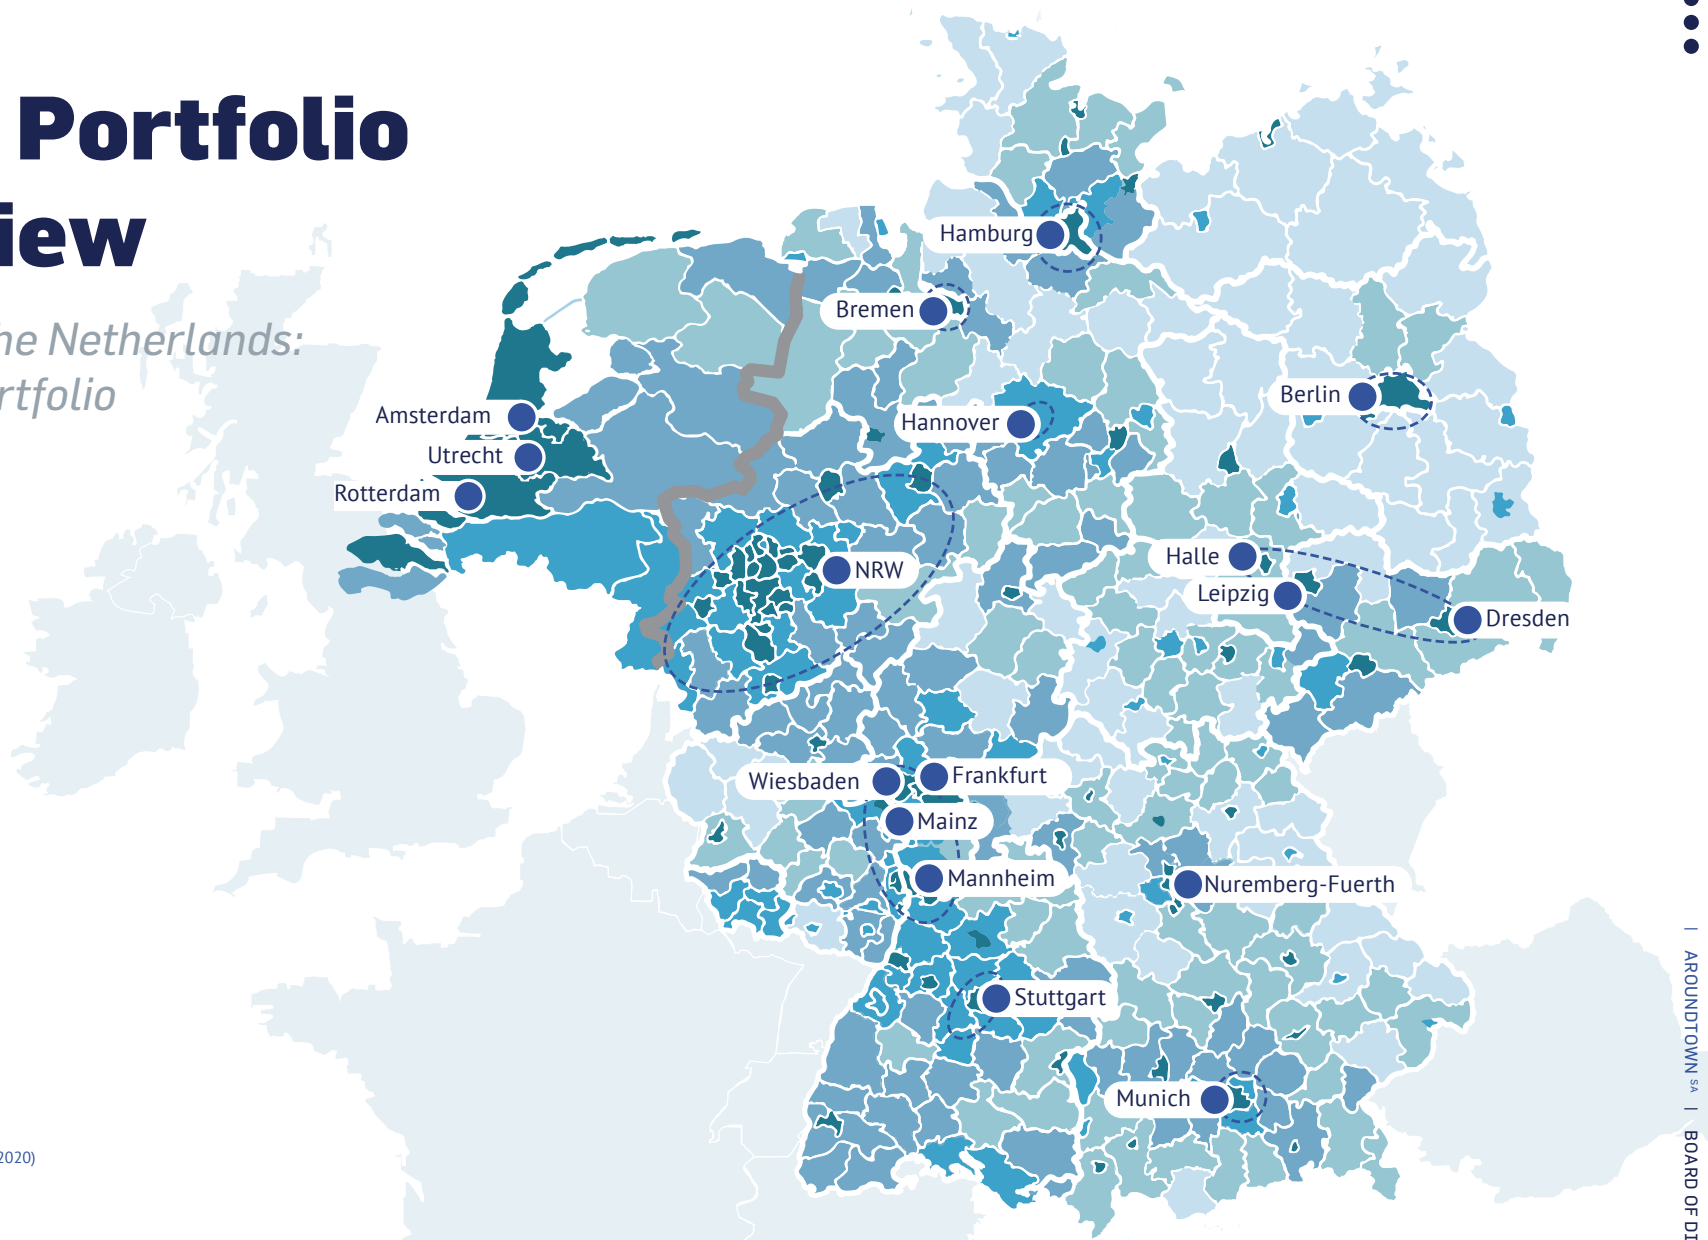 Portfolio
iew
he Netherlands:
rtfolio
Hamburg
Bremen
Berlin
Amsterdam
Hannover
Utrecht
Rotterdam
Halle
NRW
Leipzig
Dresden
Wiesbaden
Frankfurt
Mainz
Mannheim
Nuremberg-Fuerth
Stuttgart
Munich
2020)
| AROUNDTOWN SA | BOARD OF DI